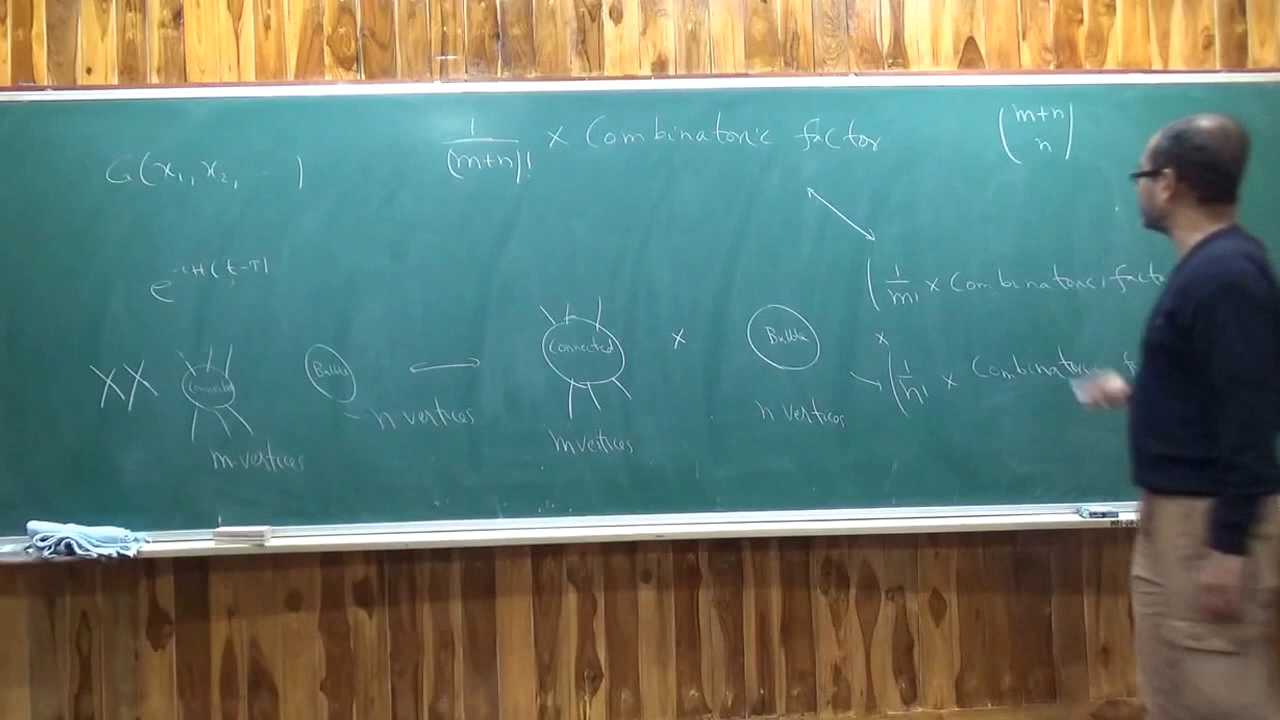 G(x₁, x₂, . )
1/(m+n)! × Combinatoric factor
(m+n n)
e^-iH(t-T)
(1/m! × Combinatoric factor
×
(1/n! × Combinatoric
Connected
Bubble
n vertices
m vertices
Connected
×
Bubble
m vertices
n vertices